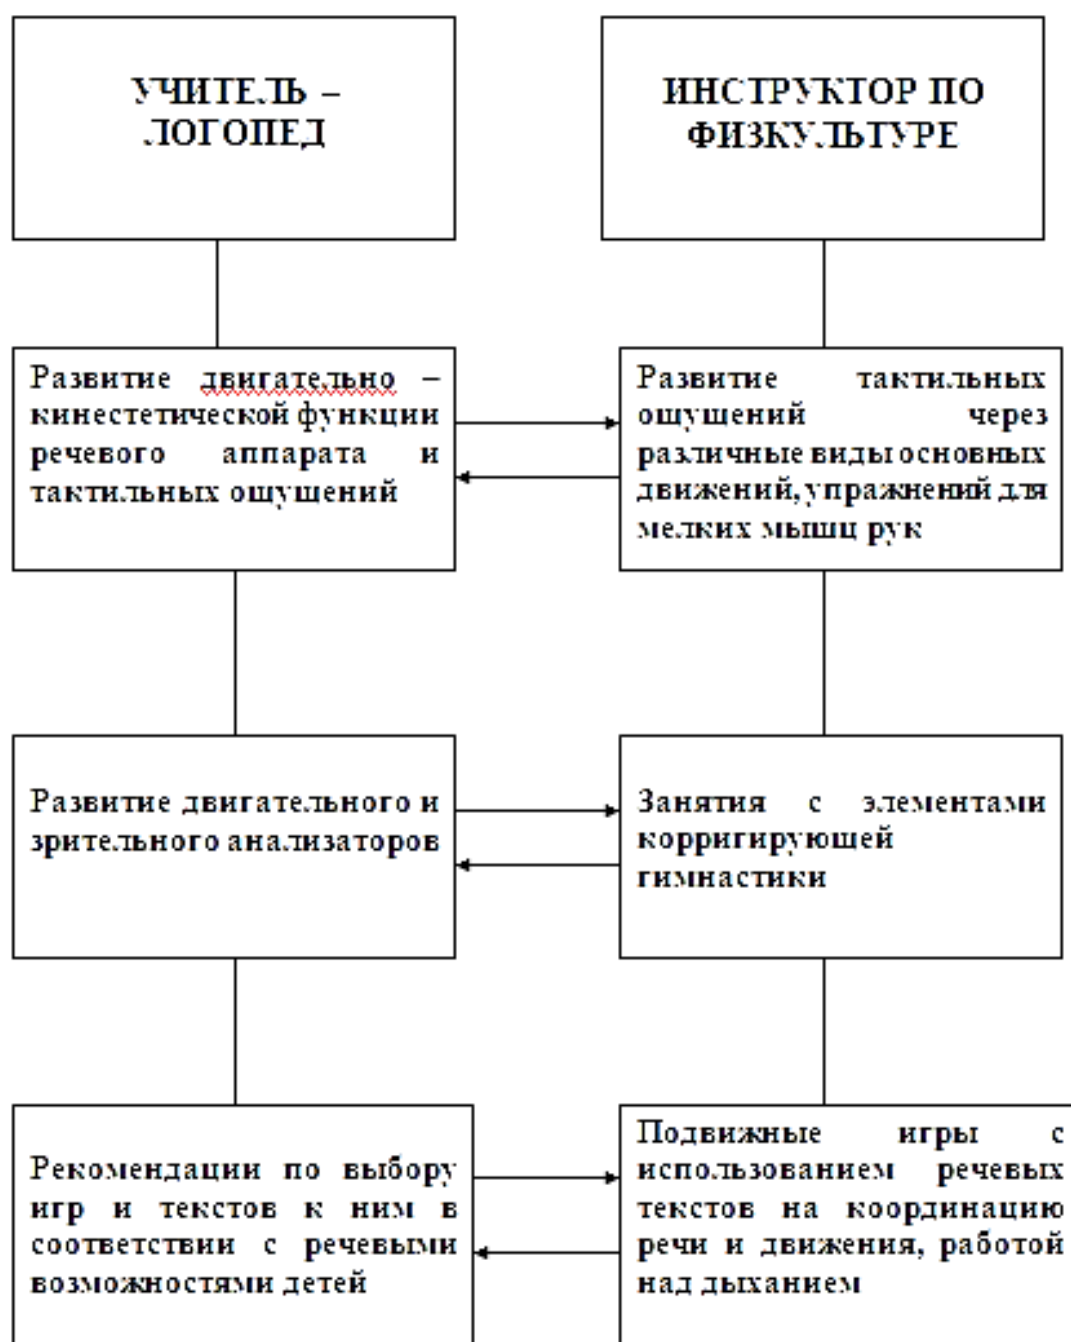 УЧИТЕЛЬ –
ЛОГОПЕД
ИНСТРУКТОР ПО
ФИЗКУЛЬТУРЕ
Развитие двигательно –
кинестетической функции
речевого аппарата и
тактильных ощущений
Развитие тактильных
ощущений через
различные виды основных
движений, упражнений для
мелких мышц рук
Развитие двигательного и
зрительного анализаторов
Занятия с элементами
корригирующей
гимнастики
Рекомендации по выбору
игр и текстов к ним в
соответствии с речевыми
возможностями детей
Подвижные игры с
использованием речевых
текстов на координацию
речи и движения, работой
над дыханием